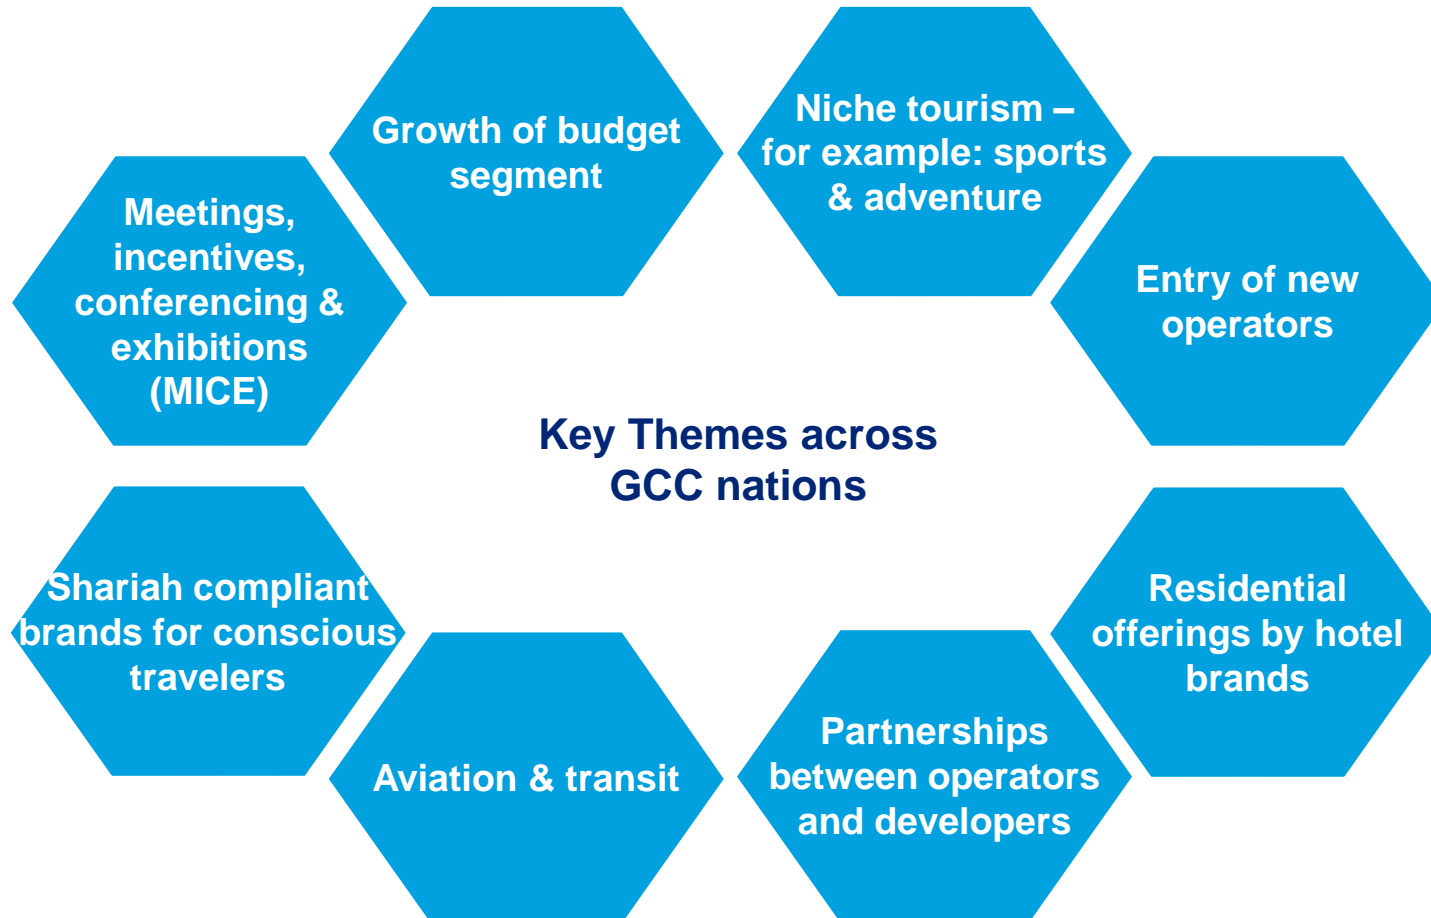 Growth of budget
segment
Niche tourism –
for example: sports
& adventure
Meetings,
incentives,
conferencing &
exhibitions
(MICE)
Entry of new
operators
Key Themes across
GCC nations
Shariah compliant
brands for conscious
travelers
Residential
offerings by hotel
brands
Aviation & transit
Partnerships
between operators
and developers